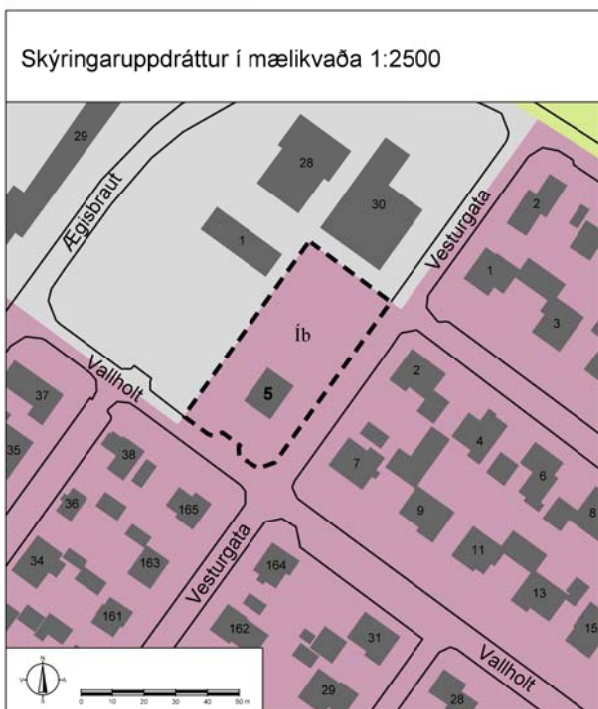 Skýringaruppdráttur í mælikvaða 1:2500
29
28
30
1
Ægisbraut
Vesturgata
2
1
3
Íb
5
Vallholt
37
35
38
36
165
34
163
161
Vesturgata
2
4
7
6
8
9
11
13
15
164
162
31
29
28
Vallholt
N
V
A
S
0 10 20 30 40 50 m